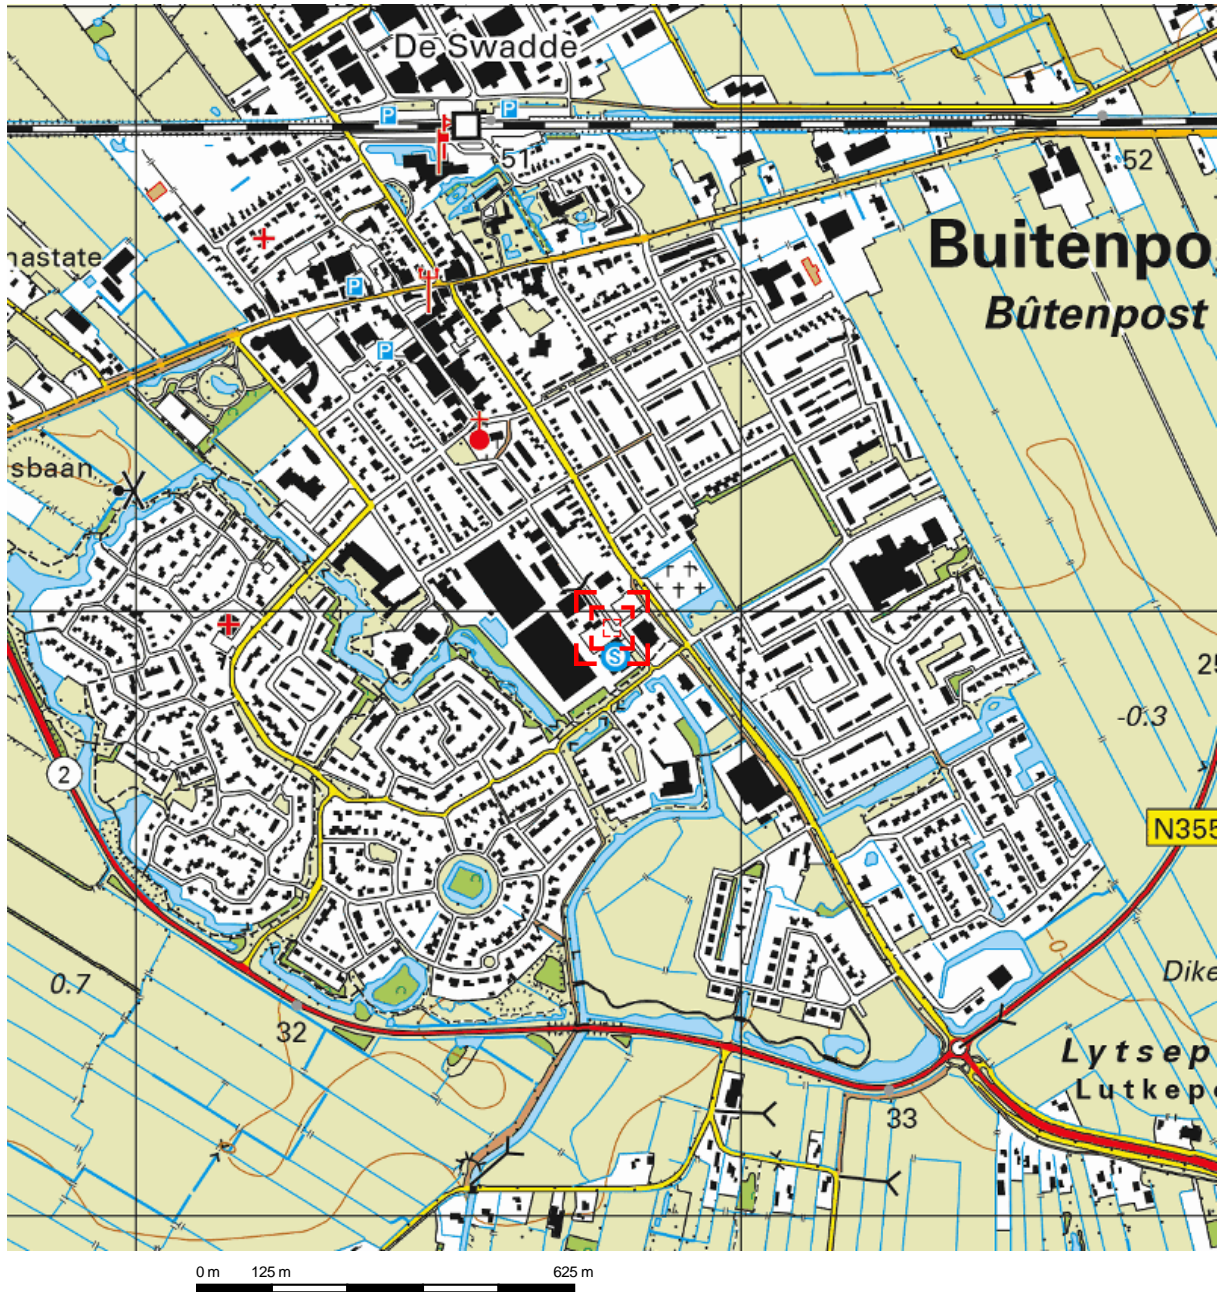 De Swadde
P
P
51
52
nastate
P
Buitenpo
Bûtenpost
P
sbaan
S
25
-0.3
2
N355
0.7
Dike
32
Lytsep
Lutkepo
33
0 m 125 m 625 m